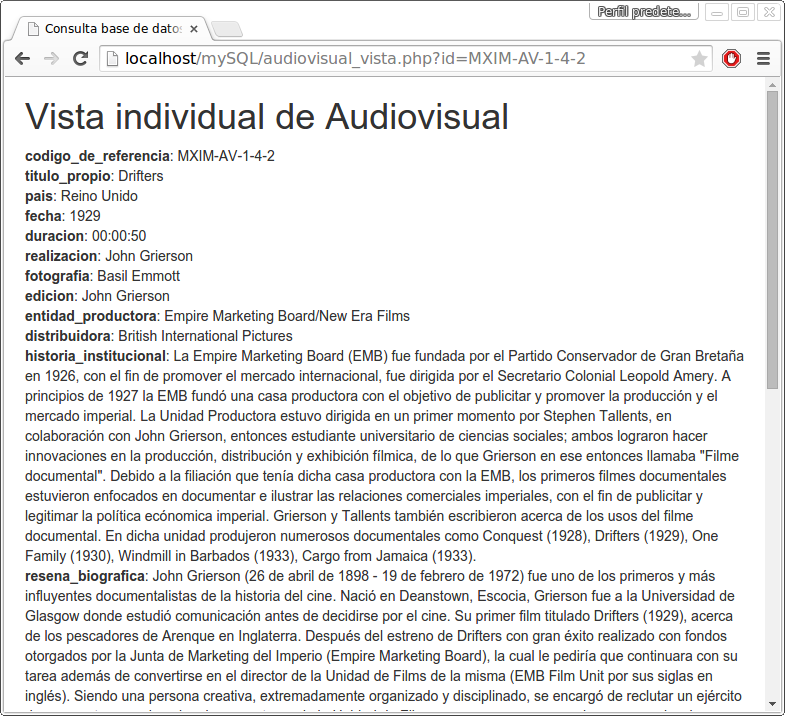 Perfil predete...
Consulta base de datos
localhost/mySQL/audiovisual_vista.php?id=MXIM-AV-1-4-2
Vista individual de Audiovisual
codigo_de_referencia: MXIM-AV-1-4-2
titulo_propio: Drifters
pais: Reino Unido
fecha: 1929
duracion: 00:00:50
realizacion: John Grierson
fotografia: Basil Emmott
edicion: John Grierson
entidad_productora: Empire Marketing Board/New Era Films
distribuidora: British International Pictures
historia_institucional: La Empire Marketing Board (EMB) fue fundada por el Partido Conservador de Gran Bretaña
en 1926, con el fin de promover el mercado internacional, fue dirigida por el Secretario Colonial Leopold Amery. A
principios de 1927 la EMB fundó una casa productora con el objetivo de publicitar y promover la producción y el
mercado imperial. La Unidad Productora estuvo dirigida en un primer momento por Stephen Tallents, en
colaboración con John Grierson, entonces estudiante universitario de ciencias sociales; ambos lograron hacer
innovaciones en la producción, distribución y exhibición fílmica, de lo que Grierson en ese entonces llamaba "Filme
documental". Debido a la filiación que tenía dicha casa productora con la EMB, los primeros filmes documentales
estuvieron enfocados en documentar e ilustrar las relaciones comerciales imperiales, con el fin de publicitar y
legitimar la política ecónomica imperial. Grierson y Tallents también escribieron acerca de los usos del filme
documental. En dicha unidad produjeron numerosos documentales como Conquest (1928), Drifters (1929), One
Family (1930), Windmill in Barbados (1933), Cargo from Jamaica (1933).
resena_biografica: John Grierson (26 de abril de 1898 - 19 de febrero de 1972) fue uno de los primeros y más
influyentes documentalistas de la historia del cine. Nació en Deanstown, Escocia, Grierson fue a la Universidad de
Glasgow donde estudió comunicación antes de decidirse por el cine. Su primer film titulado Drifters (1929), acerca
de los pescadores de Arenque en Inglaterra. Después del estreno de Drifters con gran éxito realizado con fondos
otorgados por la Junta de Marketing del Imperio (Empire Marketing Board), la cual le pediría que continuara con su
tarea además de convertirse en el director de la Unidad de Films de la misma (EMB Film Unit por sus siglas en
inglés). Siendo una persona creativa, extremadamente organizado y disciplinado, se encargó de reclutar un ejército